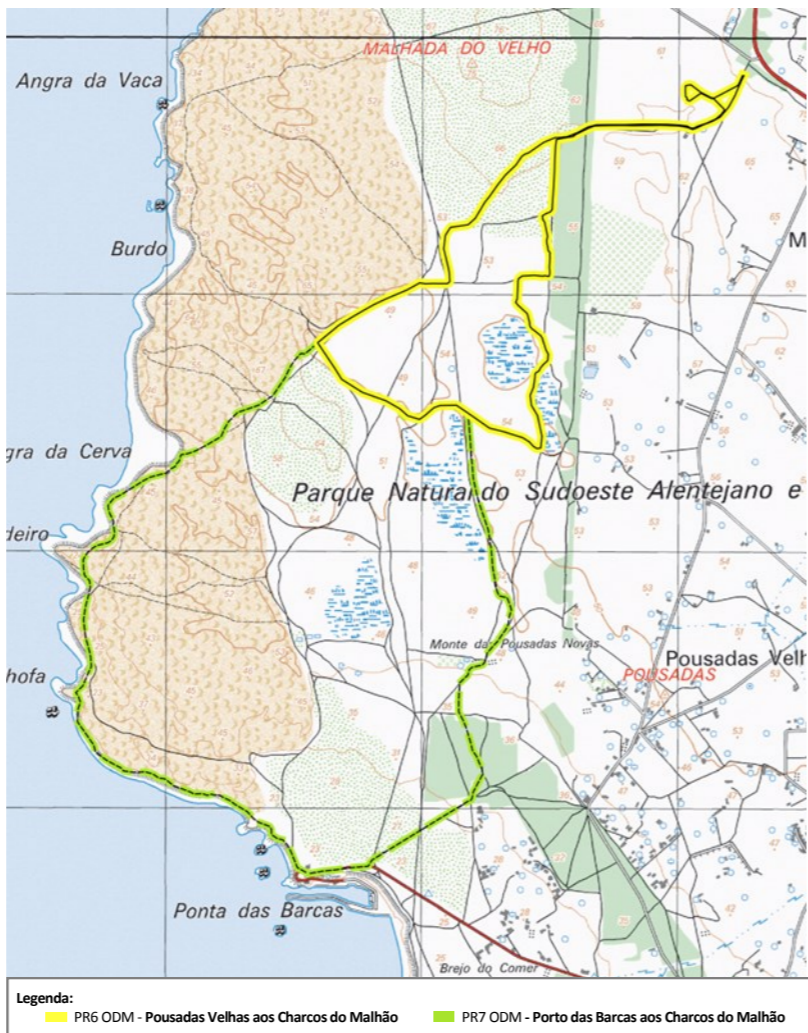 MALHADA DO VELHO
Angra da Vaca
Burdo
gra da Cerva
Parque Natural do Sudoeste Alentejano e
deiro
Monte das Pousadas Novas
Pousadas Velh
hofa
POUSADAS
Ponta das Barcas
Brejo do Comer
M
Legenda:
PR6 ODM - Pousadas Velhas aos Charcos do Malhão
PR7 ODM - Porto das Barcas aos Charcos do Malhão